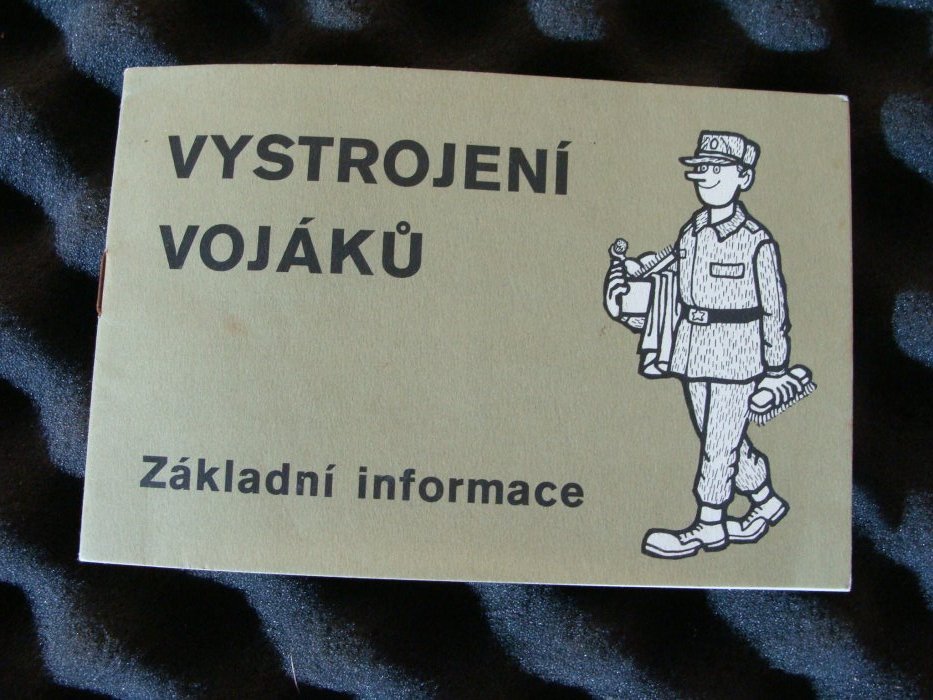 VYSTROJENÍ
VOJÁKŮ
Základní informace